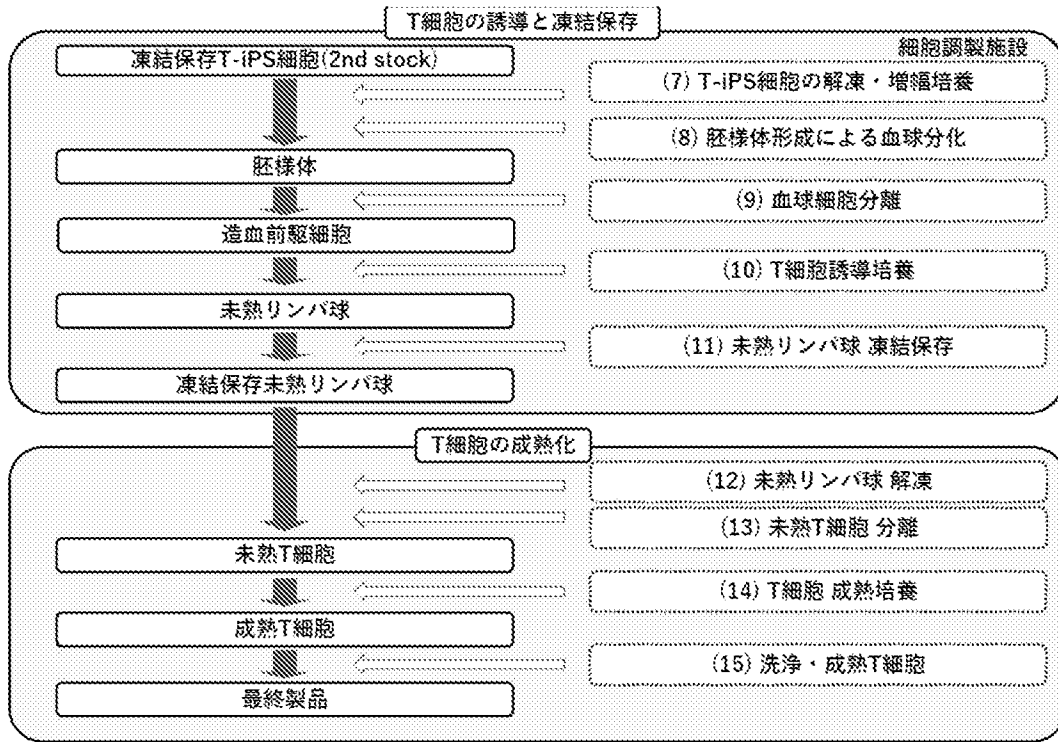 T細胞の誘導と凍結保存
細胞調製施設
凍結保存T-iPS細胞(2nd stock)
(7) T-iPS細胞の解凍・増幅培養
(8) 胚様体形成による血球分化
胚様体
(9) 血球細胞分離
造血前駆細胞
(10) T細胞誘導培養
未熟リンパ球
(11) 未熟リンパ球 凍結保存
凍結保存未熟リンパ球
T細胞の成熟化
(12) 未熟リンパ球 解凍
(13) 未熟T細胞 分離
未熟T細胞
(14) T細胞 成熟培養
成熟T細胞
(15) 洗浄・成熟T細胞
最終製品